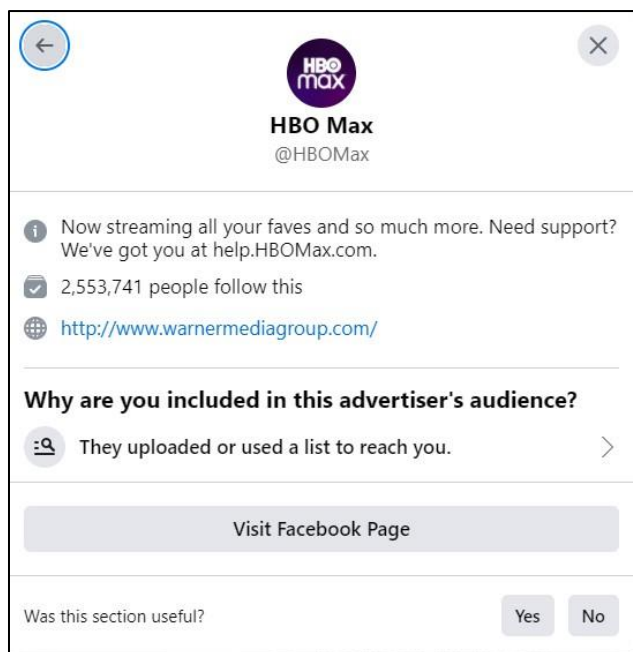 HBO
max
HBO Max
@HBOMax
Now streaming all your faves and so much more. Need support?
We've got you at help.HBOMax.com.
2,553,741 people follow this
http://www.warnermediagroup.com/
Why are you included in this advertiser's audience?
They uploaded or used a list to reach you.
Visit Facebook Page
Was this section useful?
Yes
No